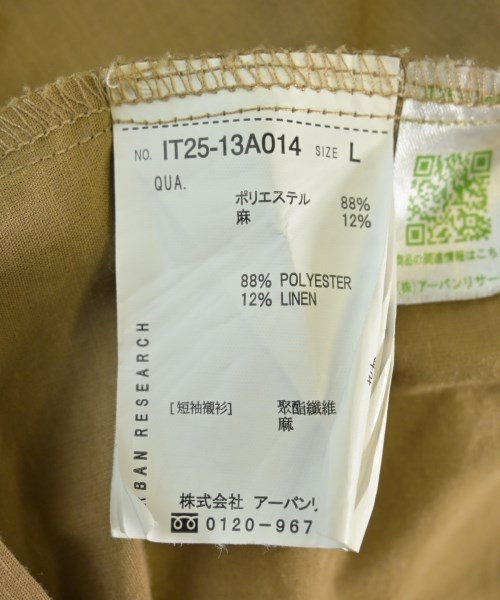 NO. IT25-13A014 SIZE L
QUA.
ポリエステル 88%
麻 12%
88% POLYESTER
12% LINEN
[短袖襯衫] 聚酯纖維
麻
RBAN RESEARCH
株式会社 アーバンリ
0120-967
商品の関連情報はこち
(株)アーバンリサー